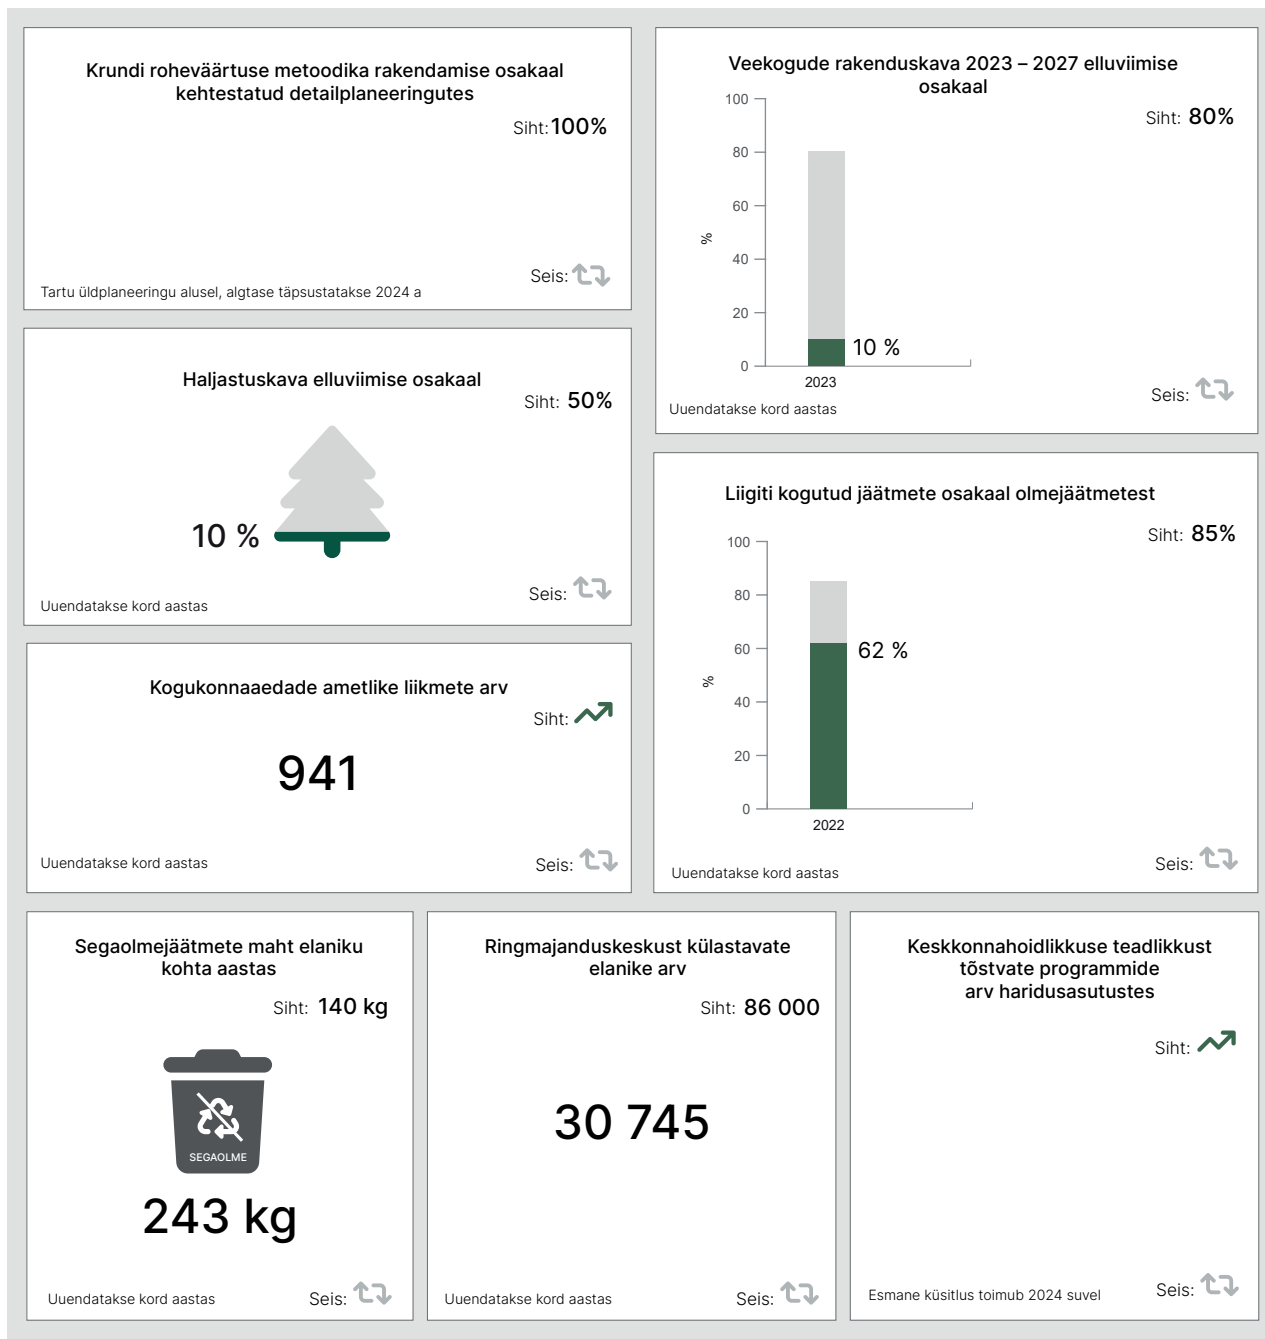 Krundi roheväärtuse metoodika rakendamise osakaal
kehtestatud detailplaneeringutes
Siht: 100%
Seis:
Tartu üldplaneeringu alusel, algtase täpsustatakse 2024 a
Veekogude rakenduskava 2023 – 2027 elluviimise
osakaal
Siht: 80%
100
80
60
40
20
0
%
10 %
2023
Seis:
Uuendatakse kord aastas
Haljastuskava elluviimise osakaal
Siht: 50%
10 %
Seis:
Uuendatakse kord aastas
Liigiti kogutud jäätmete osakaal olmejäätmetest
Siht: 85%
100
80
60
40
20
0
%
62 %
2022
Seis:
Uuendatakse kord aastas
Kogukonnaaedade ametlike liikmete arv
Siht:
941
Uuendatakse kord aastas
Seis:
Segaolmejäätmete maht elaniku
kohta aastas
Siht: 140 kg
SEGAOLME
243 kg
Uuendatakse kord aastas
Seis:
Ringmajanduskeskust külastavate
elanike arv
Siht: 86 000
30 745
Uuendatakse kord aastas
Seis:
Keskkonnahoidlikkuse teadlikkust
tõstvate programmide
arv haridusasutustes
Siht:
Esmane küsitlus toimub 2024 suvel
Seis: